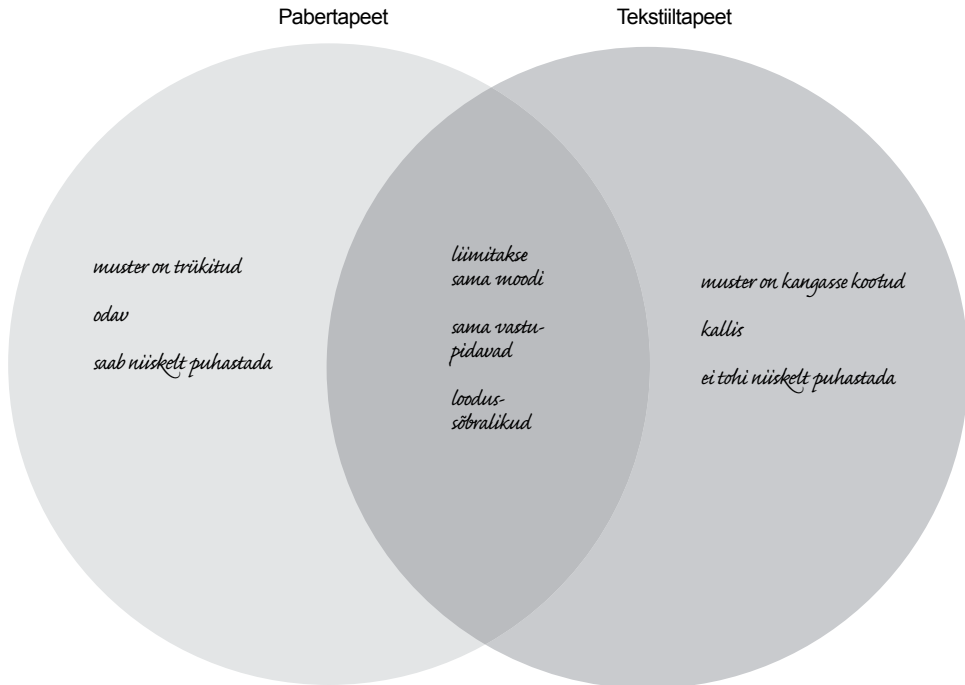 Pabertapeet
Tekstiiltapeet
muster on trükitud
odav
saab niiskelt puhastada
liimitakse
sama moodi
sama vastu-
pidavad
loodus-
sõbralikud
muster on kangasse kootud
kallis
ei tohi niiskelt puhastada